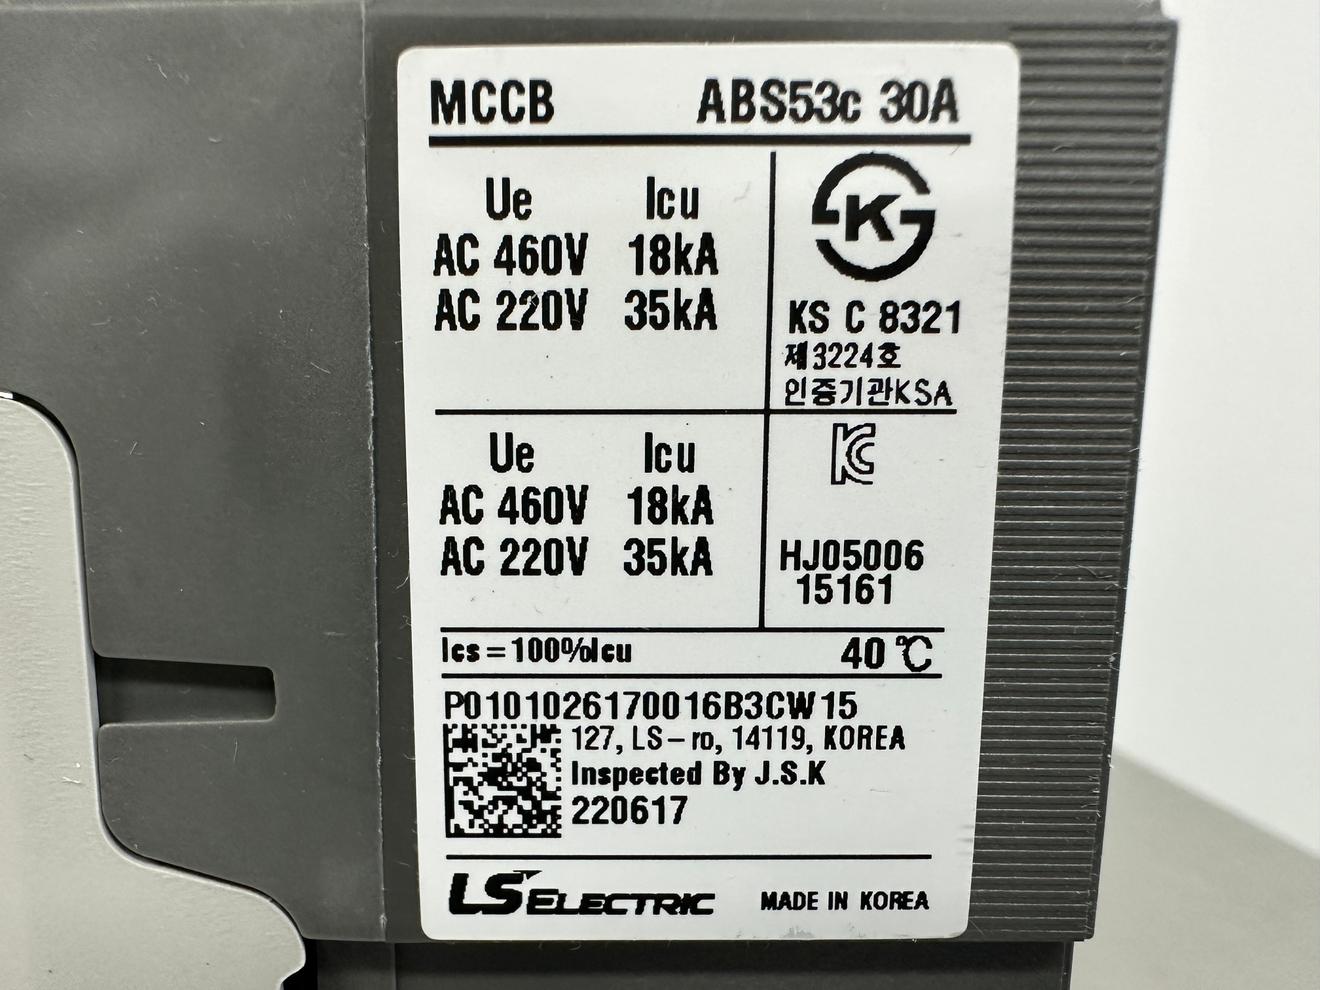 MCCB ABS53c 30A
Ue Icu
AC 460V 18kA
AC 220V 35kA
K
KS C 8321
제3224호
인증기관KSA
Ue Icu
AC 460V 18kA
AC 220V 35kA
KC
HJ05006
15161
Ics=100%Icu 40℃
P0101026170016B3CW15
127, LS-ro, 14119, KOREA
Inspected By J.S.K
220617
LS ELECTRIC MADE IN KOREA